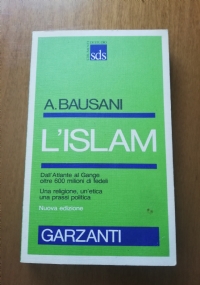 sds
A.BAUSANI
L'ISLAM
Dall'Atlante al Gange
oltre 600 milioni di fedeli
Una religione, un'etica
una prassi politica
Nuova edizione
GARZANTI